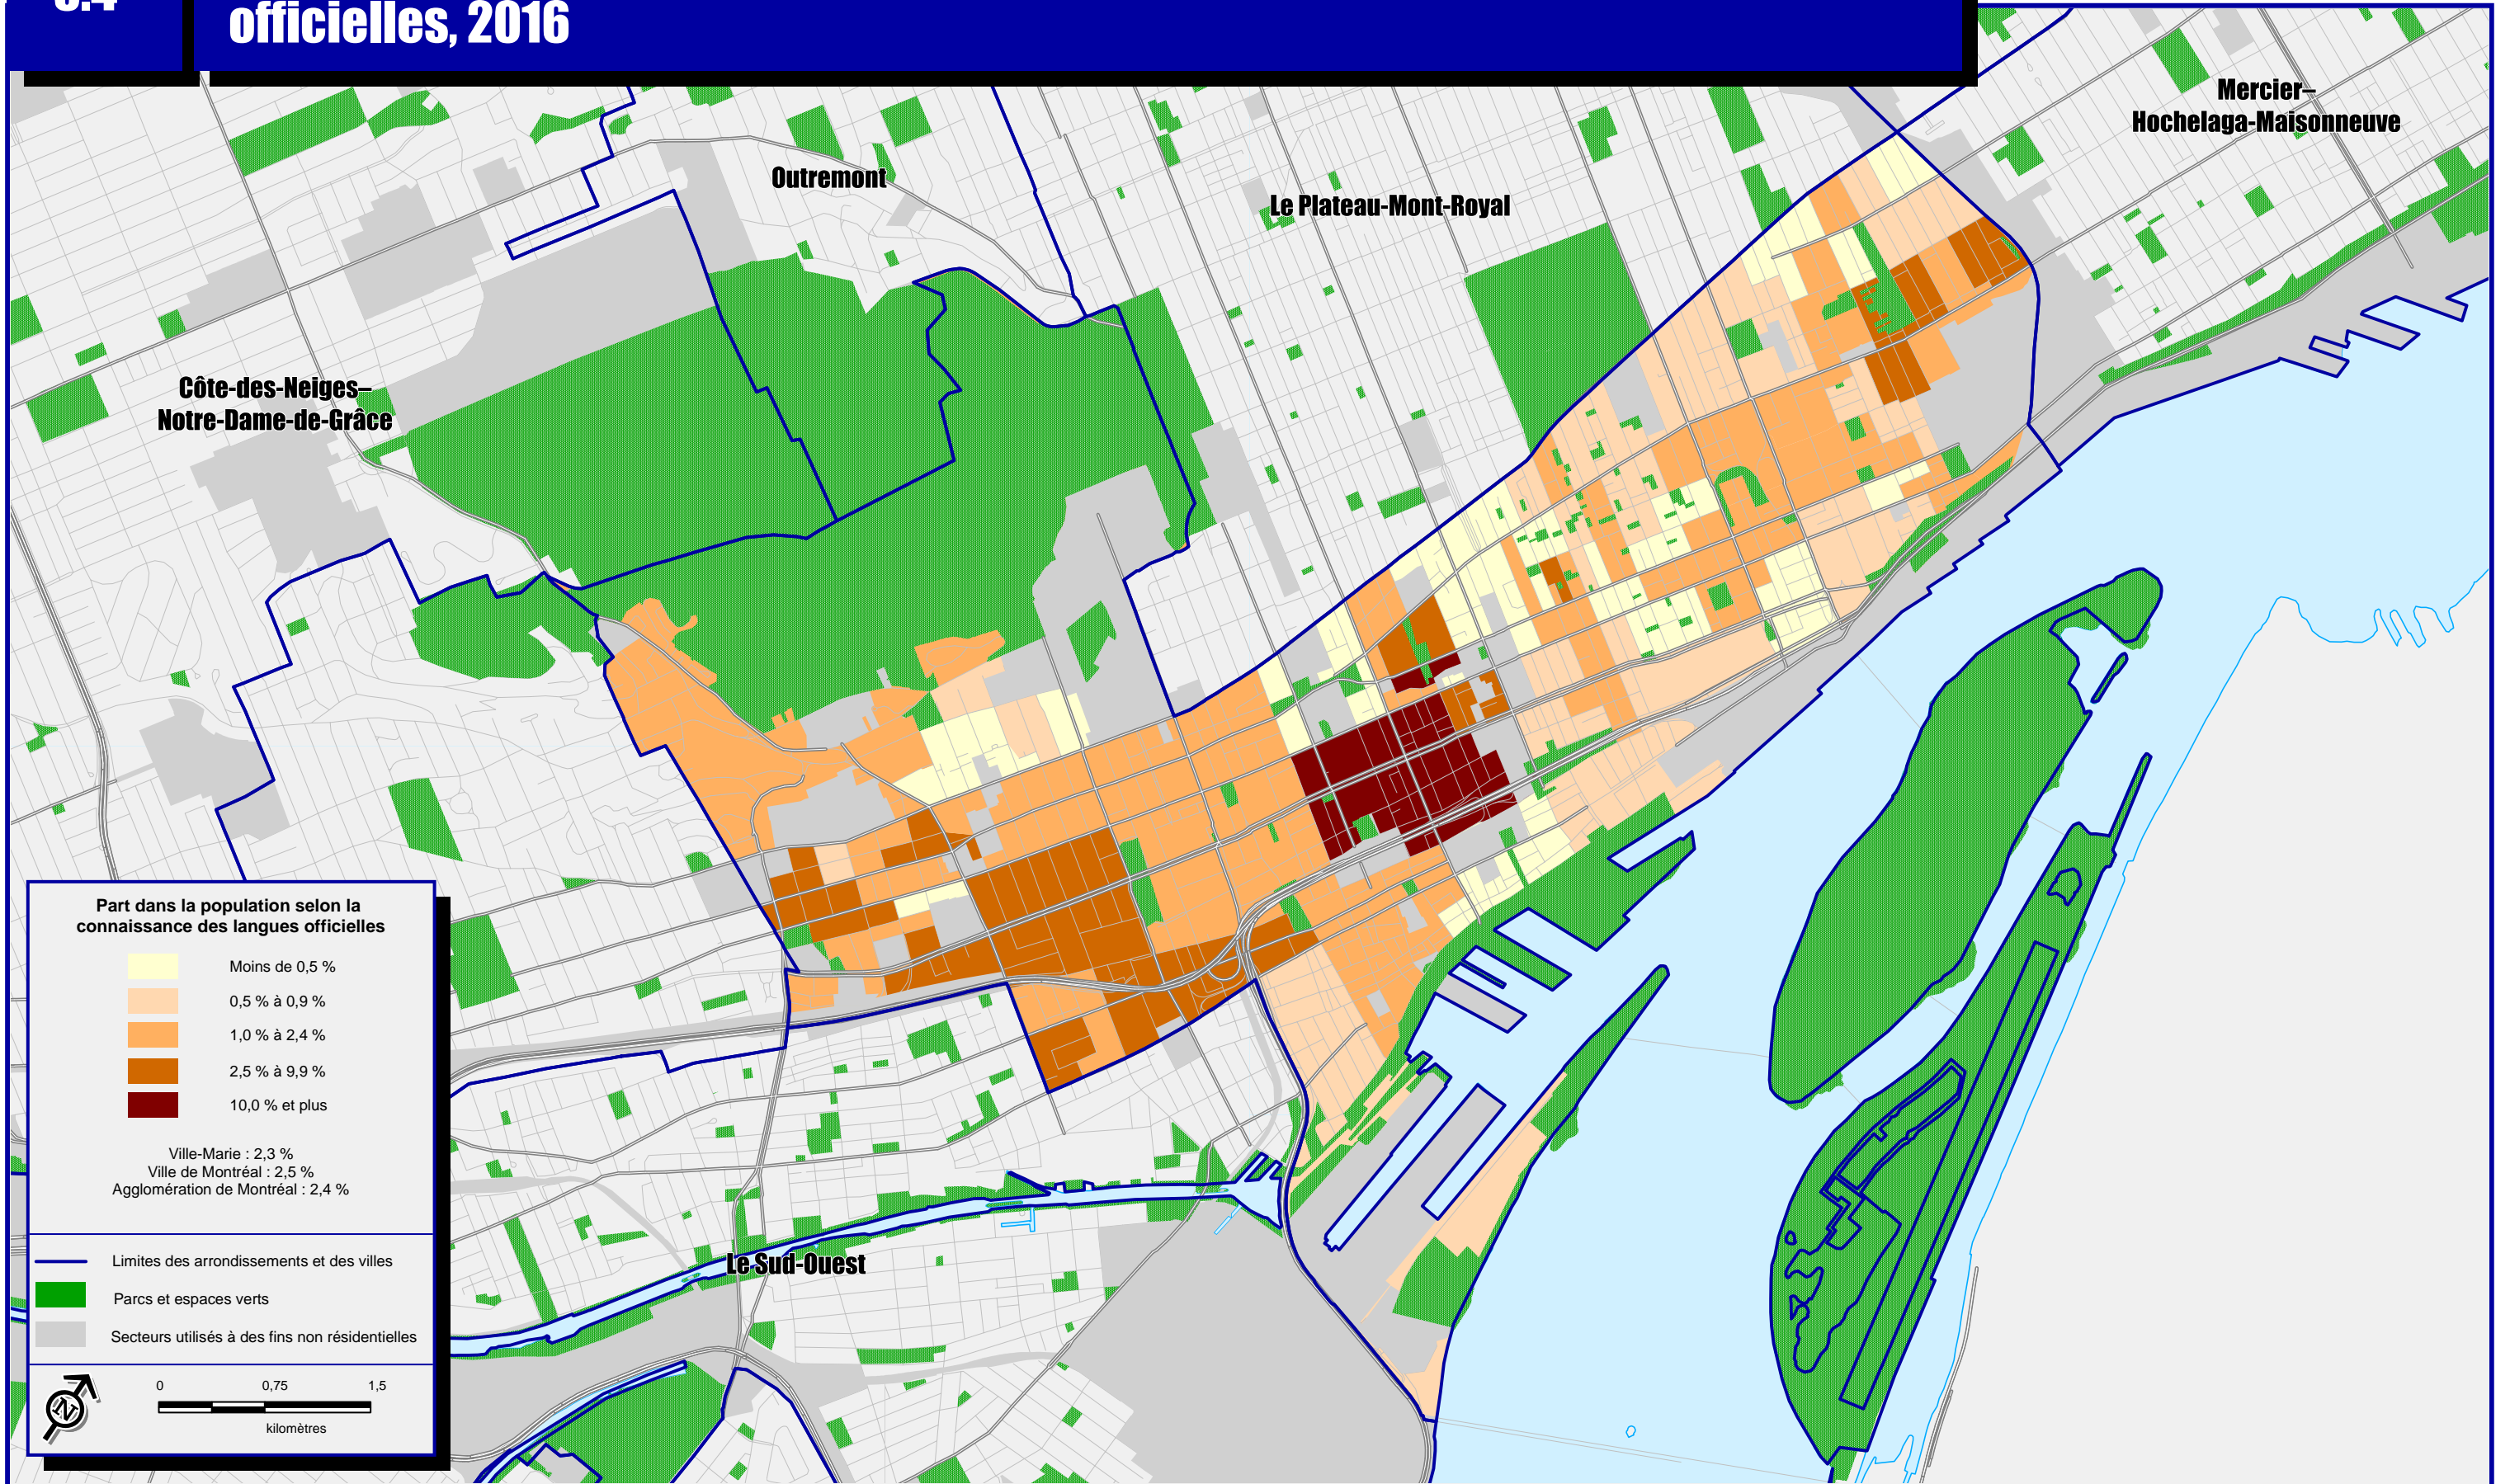 officielles, 2016
Mercier–
Hochelaga-Maisonneuve
Outremont
Le Plateau-Mont-Royal
Côte-des-Neiges–
Notre-Dame-de-Grâce
Part dans la population selon la
connaissance des langues officielles
Moins de 0,5 %
0,5 % à 0,9 %
1,0 % à 2,4 %
2,5 % à 9,9 %
10,0 % et plus
Ville-Marie : 2,3 %
Ville de Montréal : 2,5 %
Agglomération de Montréal : 2,4 %
Le Sud-Ouest
Limites des arrondissements et des villes
Parcs et espaces verts
Secteurs utilisés à des fins non résidentielles
N
0 0,75 1,5
kilomètres